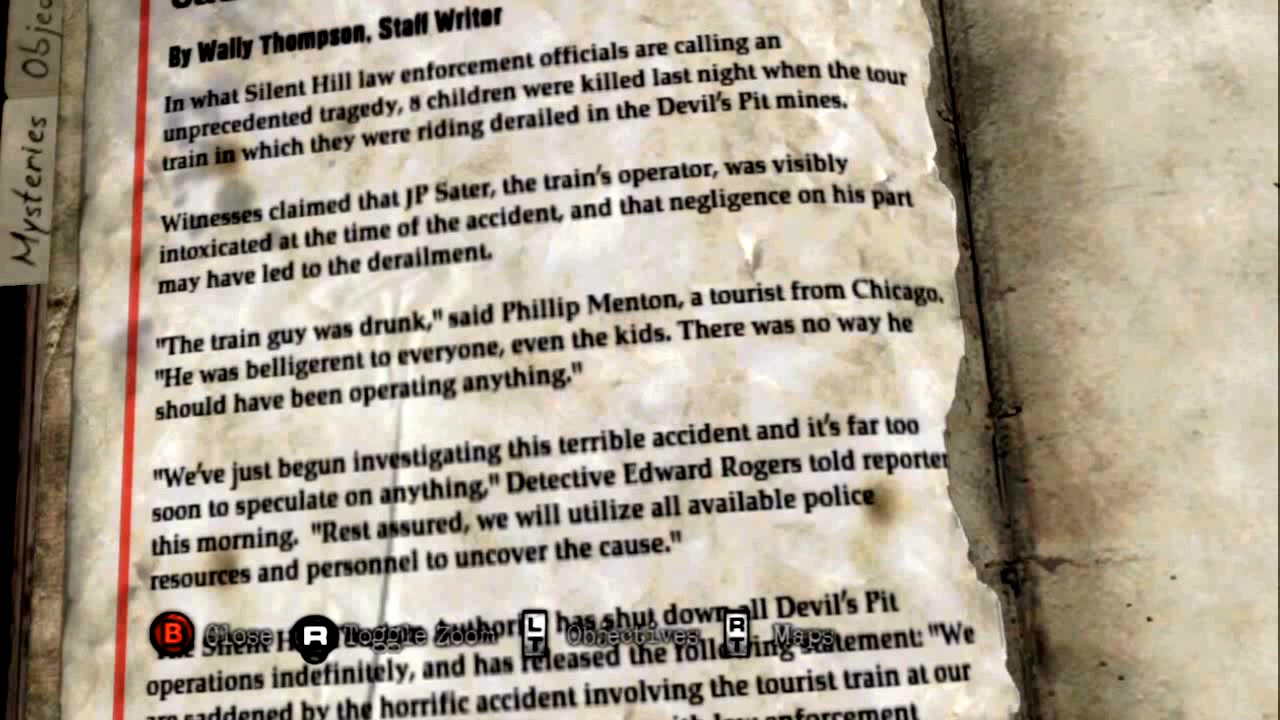 Mysteries
By Wally Thompson, Staff Writer
In what Silent Hill law enforcement officials are calling an
unprecedented tragedy, 8 children were killed last night when the tour
train in which they were riding derailed in the Devil's Pit mines.
Witnesses claimed that JP Sater, the train's operator, was visibly
intoxicated at the time of the accident, and that negligence on his part
may have led to the derailment.
"The train guy was drunk," said Phillip Menton, a tourist from Chicago.
"He was belligerent to everyone, even the kids. There was no way he
should have been operating anything."
"We've just begun investigating this terrible accident and it's far too
soon to speculate on anything," Detective Edward Rogers told reporter
this morning. "Rest assured, we will utilize all available police
resources and personnel to uncover the cause."
Silent has shut down all Devil's Pit
operations indefinitely, and has released the following statement: "We
saddened by the horrific accident involving the tourist train at our
enforcement
B Close R Toggle Zoom LT Objectives RT Maps